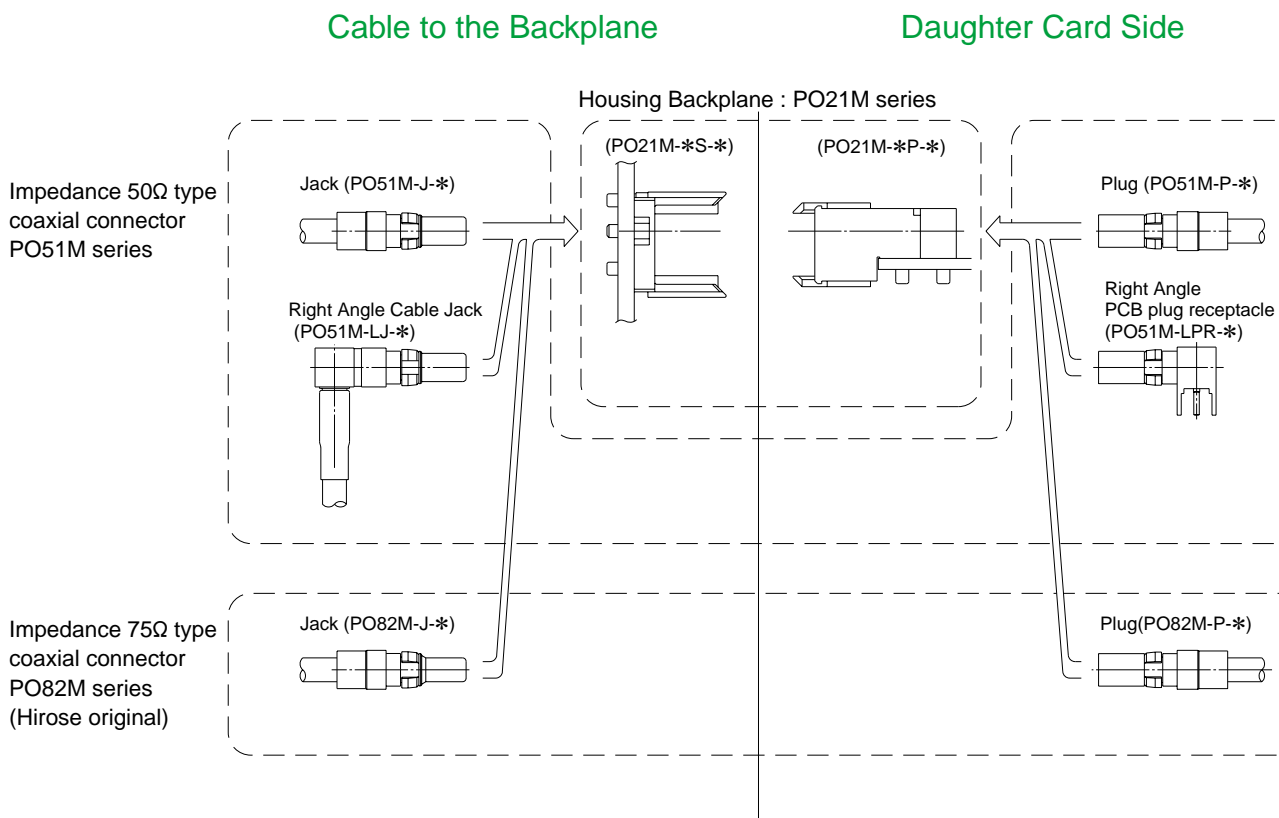 Cable to the Backplane
Daughter Card Side
Housing Backplane : PO21M series
(PO21M-*S-*)
(PO21M-*P-*)
Impedance 50Ω type
coaxial connector
PO51M series
Jack (PO51M-J-*)
Plug (PO51M-P-*)
Right Angle Cable Jack
(PO51M-LJ-*)
Right Angle
PCB plug receptacle
(PO51M-LPR-*)
Impedance 75Ω type
coaxial connector
PO82M series
(Hirose original)
Jack (PO82M-J-*)
Plug(PO82M-P-*)